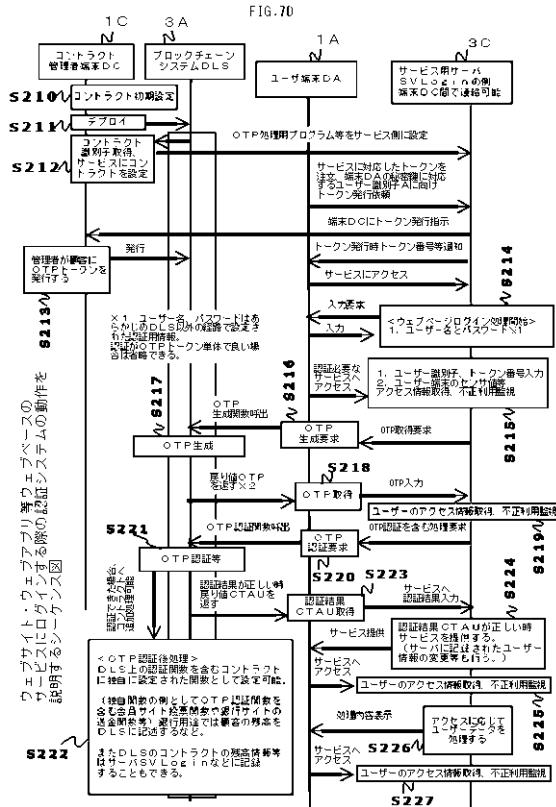 FIG.7D
1C
3A
1A
3C
コントラクト
管理者端末DC
ブロックチェーン
システムDLS
ユーザ端末DA
サービス用サーバ
SVLoginの側
端末DC間で連絡可能
S210
コントラクト初期設定
S211
デプロイ
OTP処理用プログラム等をサービス側に設定
S212
コントラクト
識別子取得、
サービスにコン
トラクトを設定
サービスに対応したトークンを
注文、端末DAの秘密鍵に対応
するユーザー識別子Aに向け
トークン発行依頼
端末DCにトークン発行指示
発行
トークン発行時トークン番号等通知
S214
管理者が顧客に
OTPトークンを
発行する
サービスにアクセス
S213
入力要求
<ウェブページログイン処理開始>
1. ユーザー名とパスワード※1
入力
※1 ユーザー名、パスワードはあら
かじめDLS以外の経路で設定さ
れた認証用情報。
認証がOTPトークン単体で良い場
合は省略できる。
S217
S216
認証必要な
サービスへ
アクセス
1. ユーザ識別子、トークン番号入力
2. ユーザ端末のセンサ値等
アクセス情報取得、不正利用監視
S215
OTP
生成関数呼出
OTP生成
OTP
生成要求
OTP取得要求
S218
戻り値OTP
を返す※2
OTP取得
OTP入力
ユーザーのアクセス情報取得、不正利用監視
S219
S221
OTP認証関数呼出
OTP認証等
OTP
認証要求
OTP認証を含む処理要求
S220
S223
S224
認証できた場合、
コントラクトへ
追加処理可能
認証結果が正しい時
戻り値CTAUを
返す
認証結果
CTAU取得
サービスへ
認証結果入力
サービス提供
認証結果CTAUが正しい時
サービスを提供する。
(サーバに記録されたユーザー
情報の変更等も行う。)
サービスへ
アクセス
ユーザーのアクセス情報取得、不正利用監視
<OTP認証後処理>
DLS上の認証関数を含むコントラクト
に独自に設定された関数として設定可能。
(独自関数の例としてOTP認証関数を
含む会員サイト投票関数や銀行サイトの
送金関数等)銀行用途では顧客の残高を
DLSに記述するなど。
またDLSのコントラクトの残高情報等
はサーバSVLoginなどに記録
することもできる。
S222
処理内容表示
アクセスに応じて
ユーザーデータを
処理する
S225
S226
サービスへ
アクセス
ユーザーのアクセス情報取得、不正利用監視
S227
ウェブサイト・ウェブアプリ等ウェブベースの
サービスにログインする際の認証システムの動作を
説明するシーケンス図